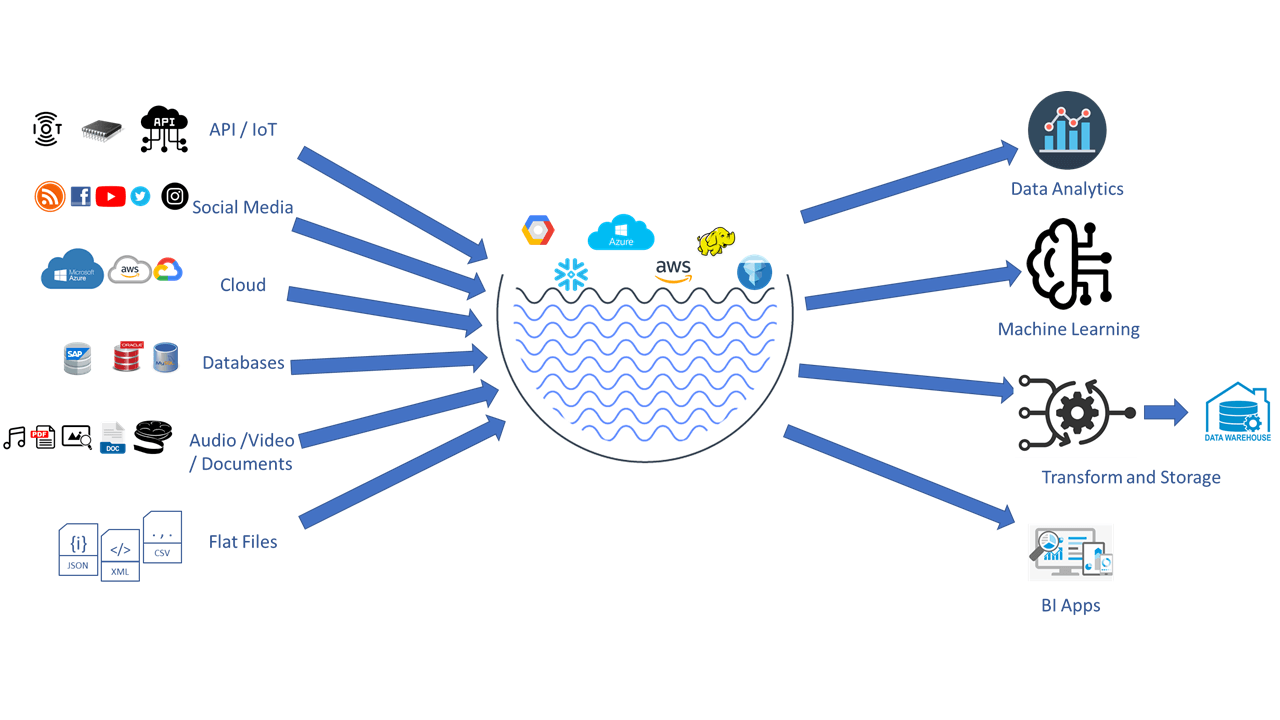 IOT
API
API / IoT
Social Media
Microsoft
Azure
aws
Cloud
SAP
ORACLE
MySQL
Databases
PDF
DOC
Audio /Video
/ Documents
{i}
JSON
</>
XML
. , .
CSV
Flat Files
Azure
aws
Data Analytics
Machine Learning
DATA WAREHOUSE
Transform and Storage
BI Apps